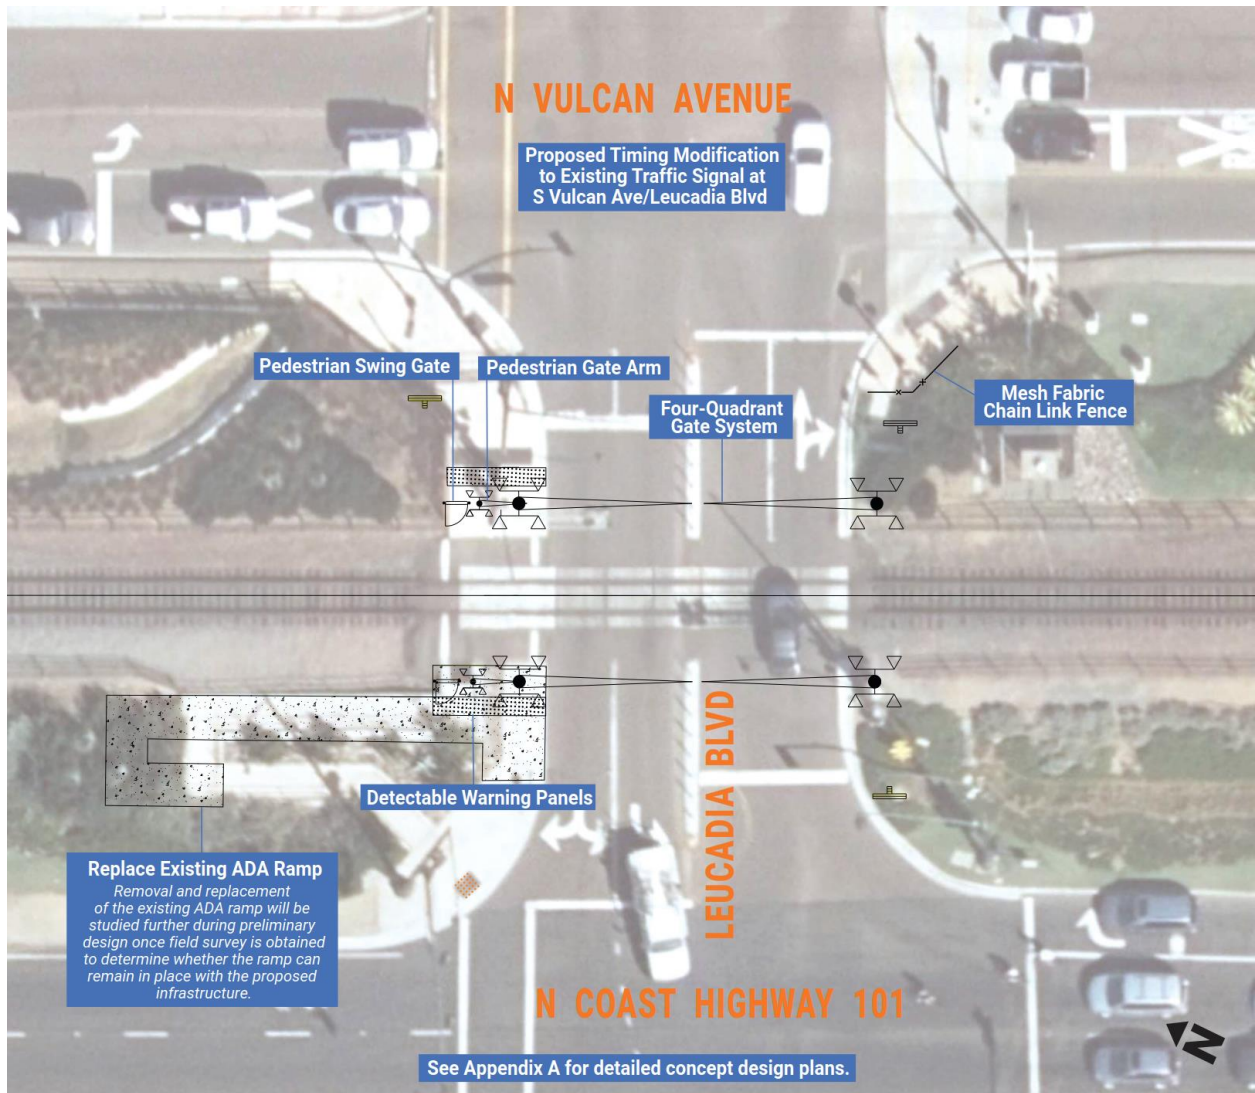 N VULCAN AVENUE
Proposed Timing Modification
to Existing Traffic Signal at
S Vulcan Ave/Leucadia Blvd
Pedestrian Swing Gate
Pedestrian Gate Arm
Four-Quadrant
Gate System
Mesh Fabric
Chain Link Fence
LEUCADIA BLVD
Detectable Warning Panels
Replace Existing ADA Ramp
Removal and replacement
of the existing ADA ramp will be
studied further during preliminary
design once field survey is obtained
to determine whether the ramp can
remain in place with the proposed
infrastructure.
N COAST HIGHWAY 101
N
See Appendix A for detailed concept design plans.